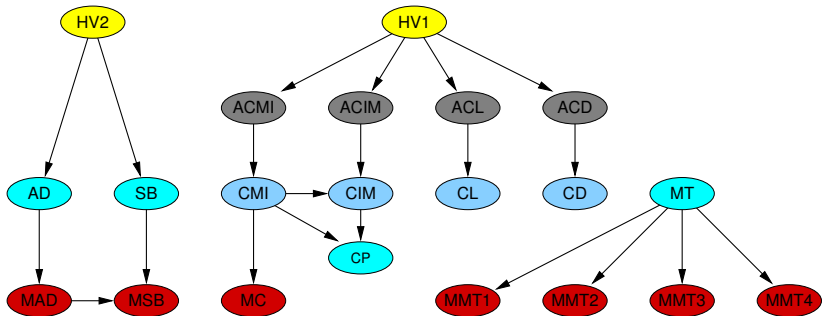 HV2 HV1
ACMI ACIM ACL ACD
AD SB CMI CIM CL CD MT
CP
MAD MSB MC MMT1 MMT2 MMT3 MMT4